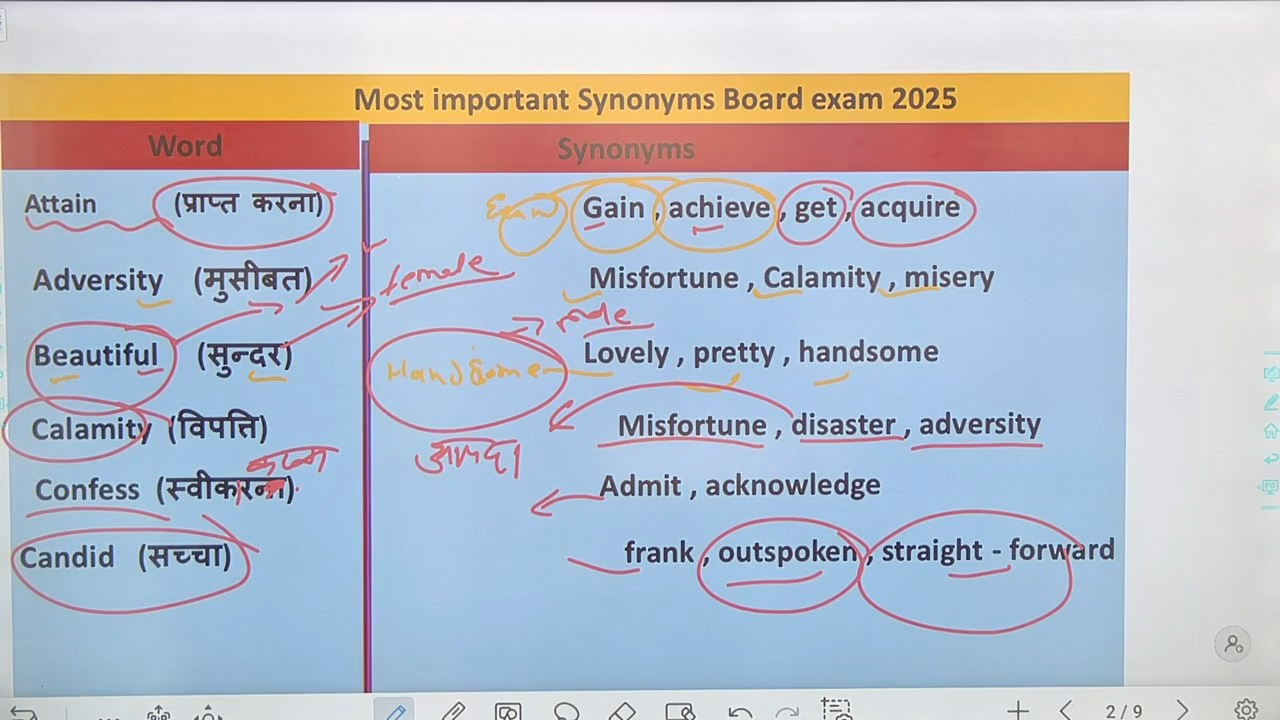 Most important Synonyms Board exam 2025
Word Synonyms
Attain (प्राप्त करना) Gain , achieve , get , acquire
Adversity (मुसीबत) female Misfortune , Calamity , misery
male
Beautiful (सुन्दर) Handsome Lovely , pretty , handsome
Calamity (विपत्ति) Misfortune , disaster , adversity
आपदा
करना
Confess (स्वीकरना) Admit , acknowledge
Candid (सच्चा) frank , outspoken , straight - forward
2/9